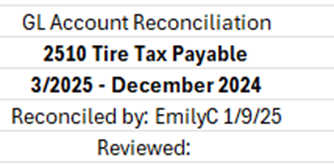 GL Account Reconciliation
2510 Tire Tax Payable
3/2025 - December 2024
Reconciled by: EmilyC 1/9/25
Reviewed: